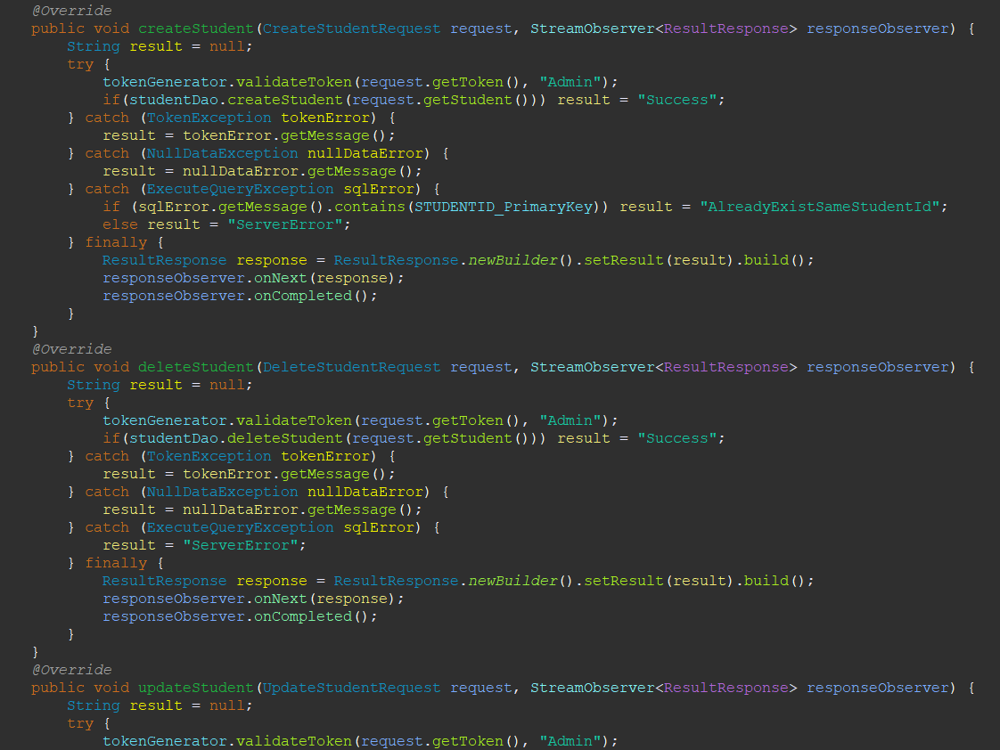 @Override
public void createStudent(CreateStudentRequest request, StreamObserver<ResultResponse> responseObserver) {
    String result = null;
    try {
        tokenGenerator.validateToken(request.getToken(), "Admin");
        if(studentDao.createStudent(request.getStudent())) result = "Success";
    } catch (TokenException tokenError) {
        result = tokenError.getMessage();
    } catch (NullDataException nullDataError) {
        result = nullDataError.getMessage();
    } catch (ExecuteQueryException sqlError) {
        if (sqlError.getMessage().contains(STUDENTID_PrimaryKey)) result = "AlreadyExistSameStudentId";
        else result = "ServerError";
    } finally {
        ResultResponse response = ResultResponse.newBuilder().setResult(result).build();
        responseObserver.onNext(response);
        responseObserver.onCompleted();
    }
}
@Override
public void deleteStudent(DeleteStudentRequest request, StreamObserver<ResultResponse> responseObserver) {
    String result = null;
    try {
        tokenGenerator.validateToken(request.getToken(), "Admin");
        if(studentDao.deleteStudent(request.getStudent())) result = "Success";
    } catch (TokenException tokenError) {
        result = tokenError.getMessage();
    } catch (NullDataException nullDataError) {
        result = nullDataError.getMessage();
    } catch (ExecuteQueryException sqlError) {
        result = "ServerError";
    } finally {
        ResultResponse response = ResultResponse.newBuilder().setResult(result).build();
        responseObserver.onNext(response);
        responseObserver.onCompleted();
    }
}
@Override
public void updateStudent(UpdateStudentRequest request, StreamObserver<ResultResponse> responseObserver) {
    String result = null;
    try {
        tokenGenerator.validateToken(request.getToken(), "Admin");